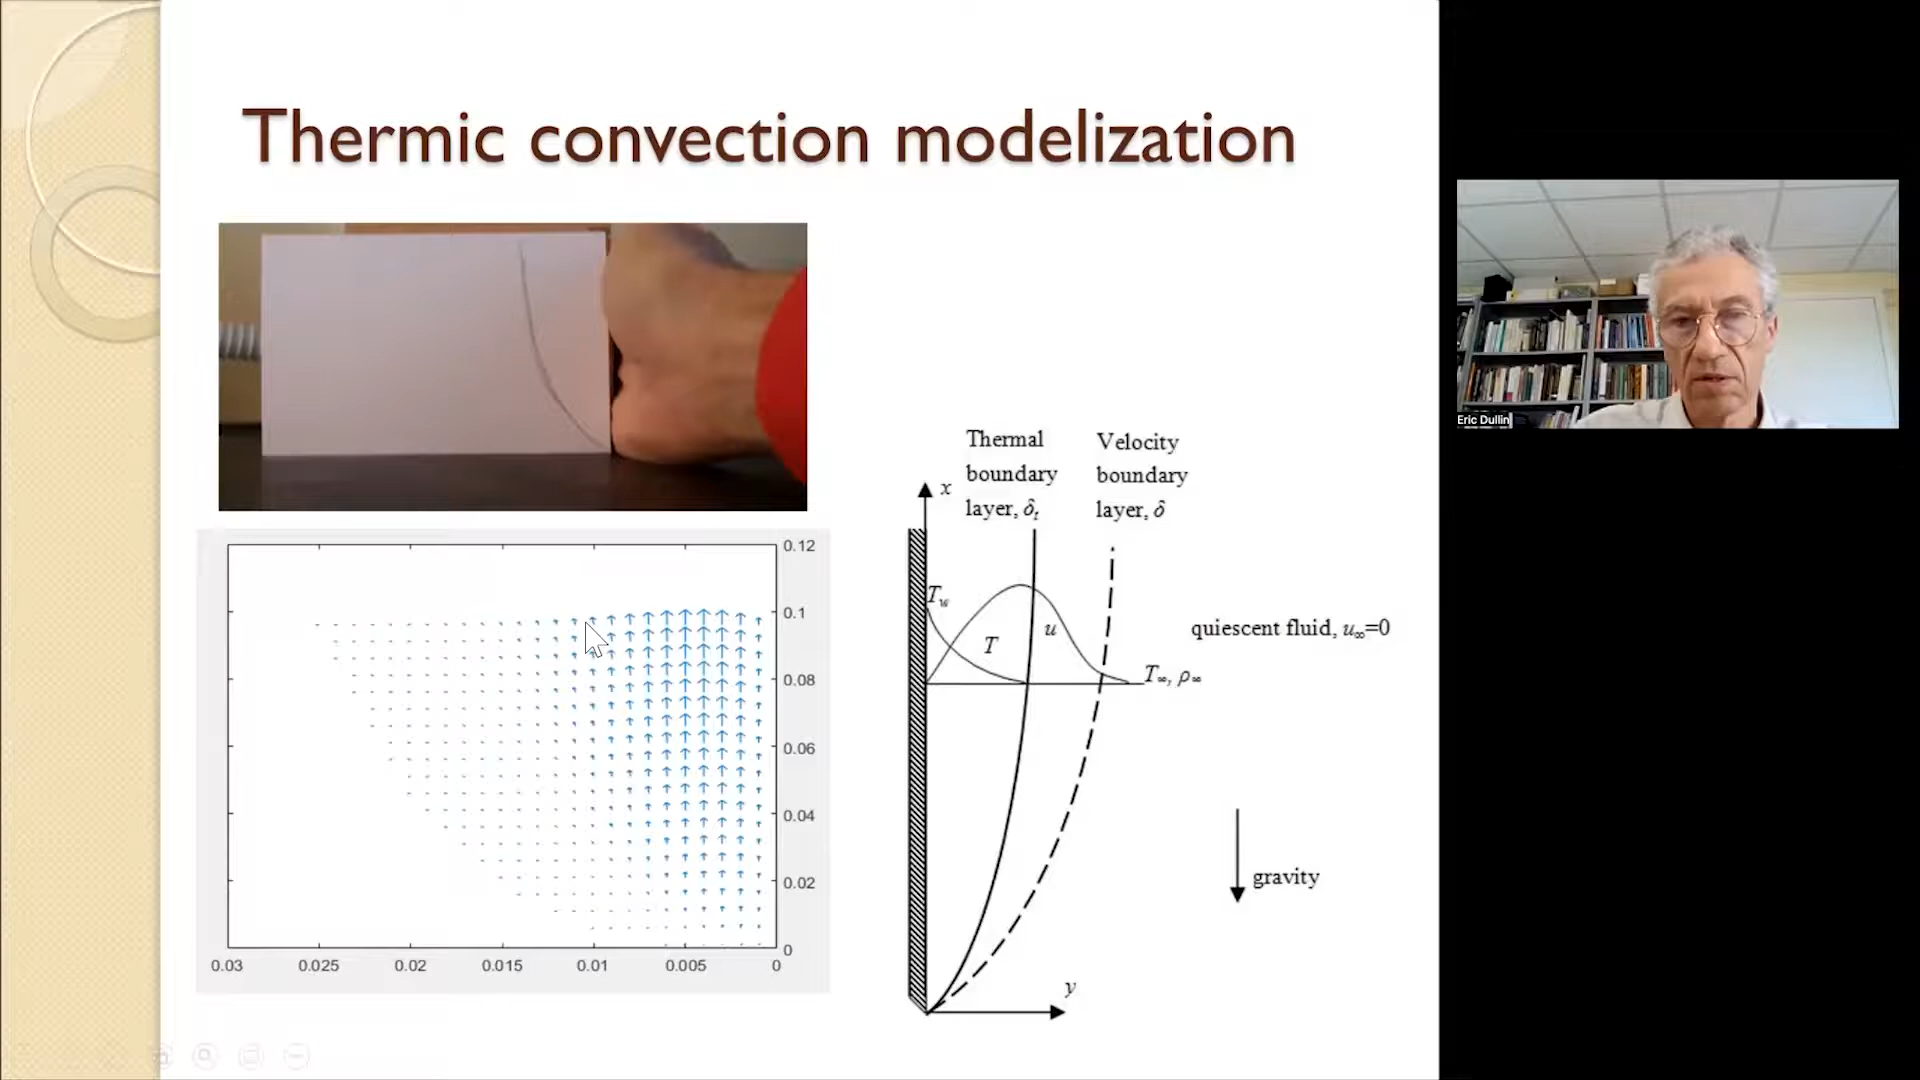 Thermic convection modelization
Eric Dullin
Thermal
boundary
layer, δt
Velocity
boundary
layer, δ
x
Tw
T
u
quiescent fluid, u∞=0
T∞, ρ∞
gravity
y
0.12
0.1
0.08
0.06
0.04
0.02
0
0.03
0.025
0.02
0.015
0.01
0.005
0